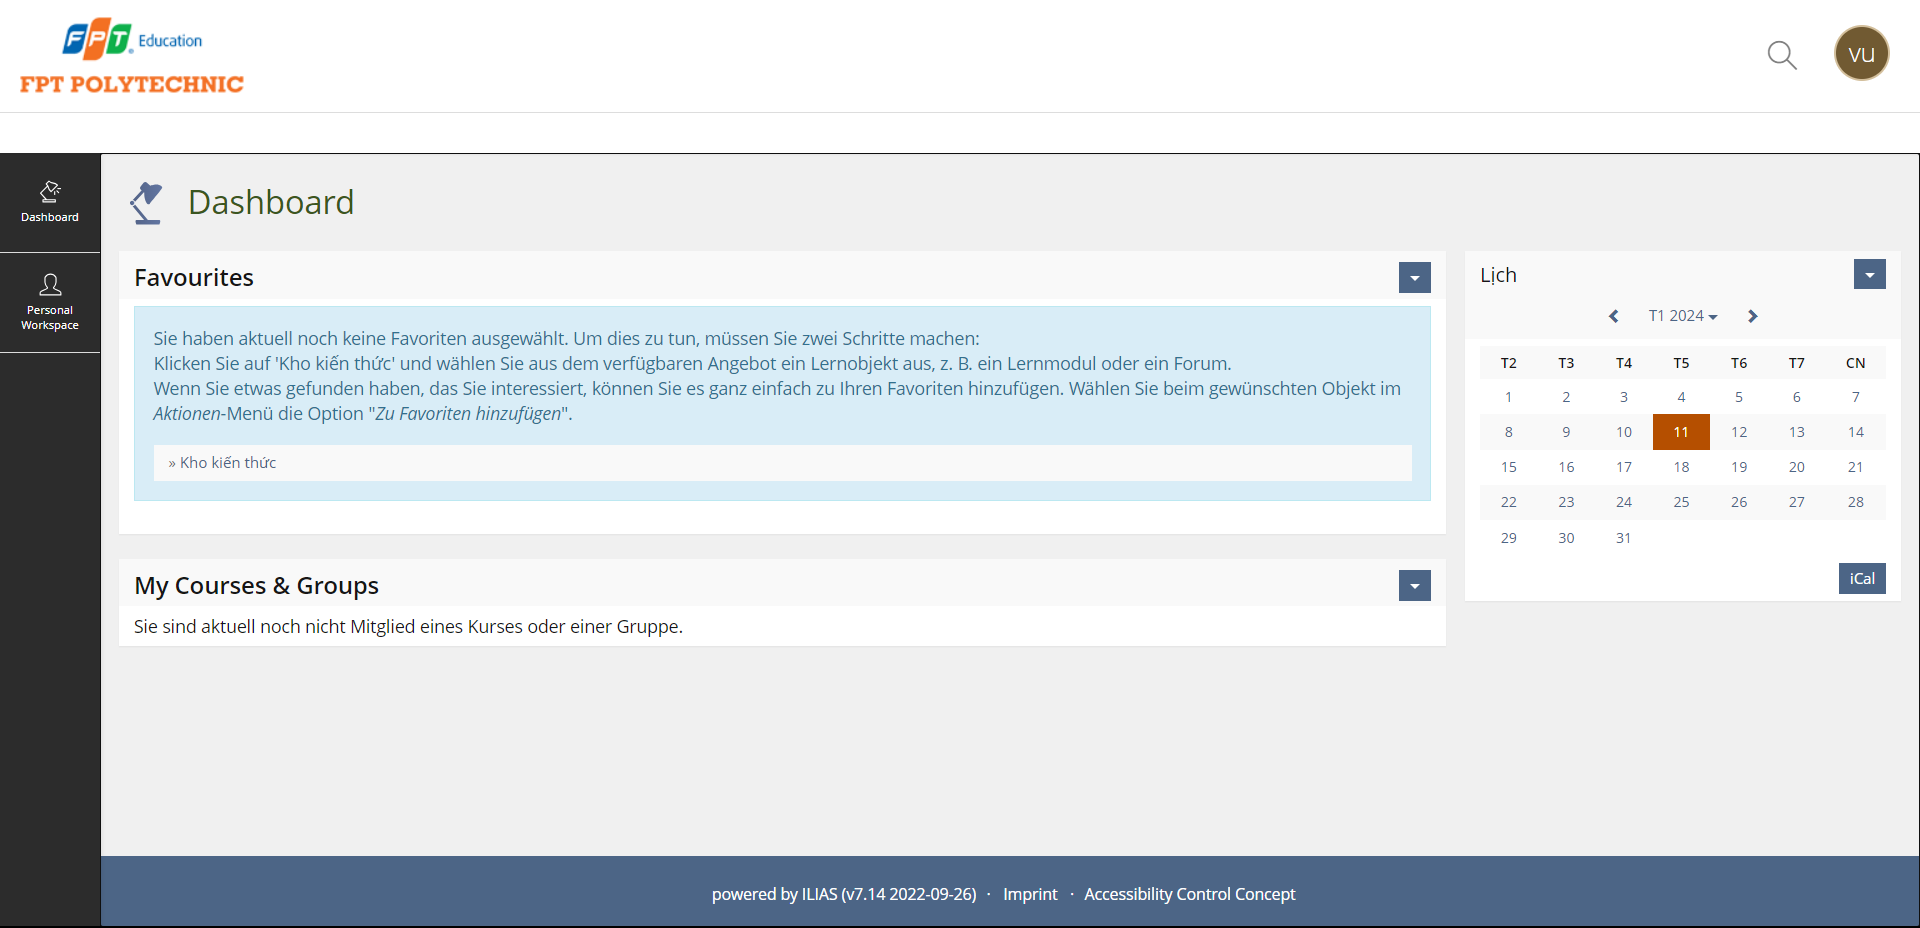 FPT Education
FPT POLYTECHNIC
VU
Dashboard
Personal
Workspace
Dashboard
Favourites
Sie haben aktuell noch keine Favoriten ausgewählt. Um dies zu tun, müssen Sie zwei Schritte machen:
Klicken Sie auf 'Kho kiến thức' und wählen Sie aus dem verfügbaren Angebot ein Lernobjekt aus, z. B. ein Lernmodul oder ein Forum.
Wenn Sie etwas gefunden haben, das Sie interessiert, können Sie es ganz einfach zu Ihren Favoriten hinzufügen. Wählen Sie beim gewünschten Objekt im
Aktionen-Menü die Option "Zu Favoriten hinzufügen".
» Kho kiến thức
My Courses & Groups
Sie sind aktuell noch nicht Mitglied eines Kurses oder einer Gruppe.
Lịch
T1 2024
T2 T3 T4 T5 T6 T7 CN
1 2 3 4 5 6 7
8 9 10 11 12 13 14
15 16 17 18 19 20 21
22 23 24 25 26 27 28
29 30 31
iCal
powered by ILIAS (v7.14 2022-09-26) · Imprint · Accessibility Control Concept